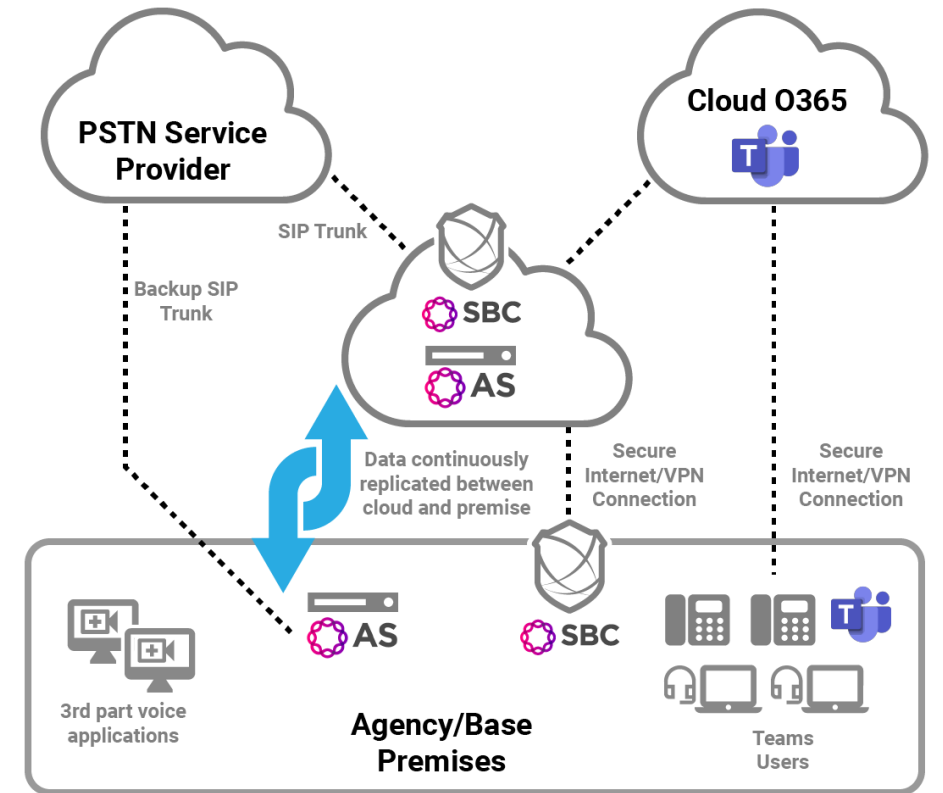 PSTN Service
Provider
Cloud O365
T
SIP Trunk
Backup SIP
Trunk
SBC
AS
Data continuously
replicated between
cloud and premise
Secure
Internet/VPN
Connection
Secure
Internet/VPN
Connection
AS
SBC
T
3rd part voice
applications
Agency/Base
Premises
Teams
Users